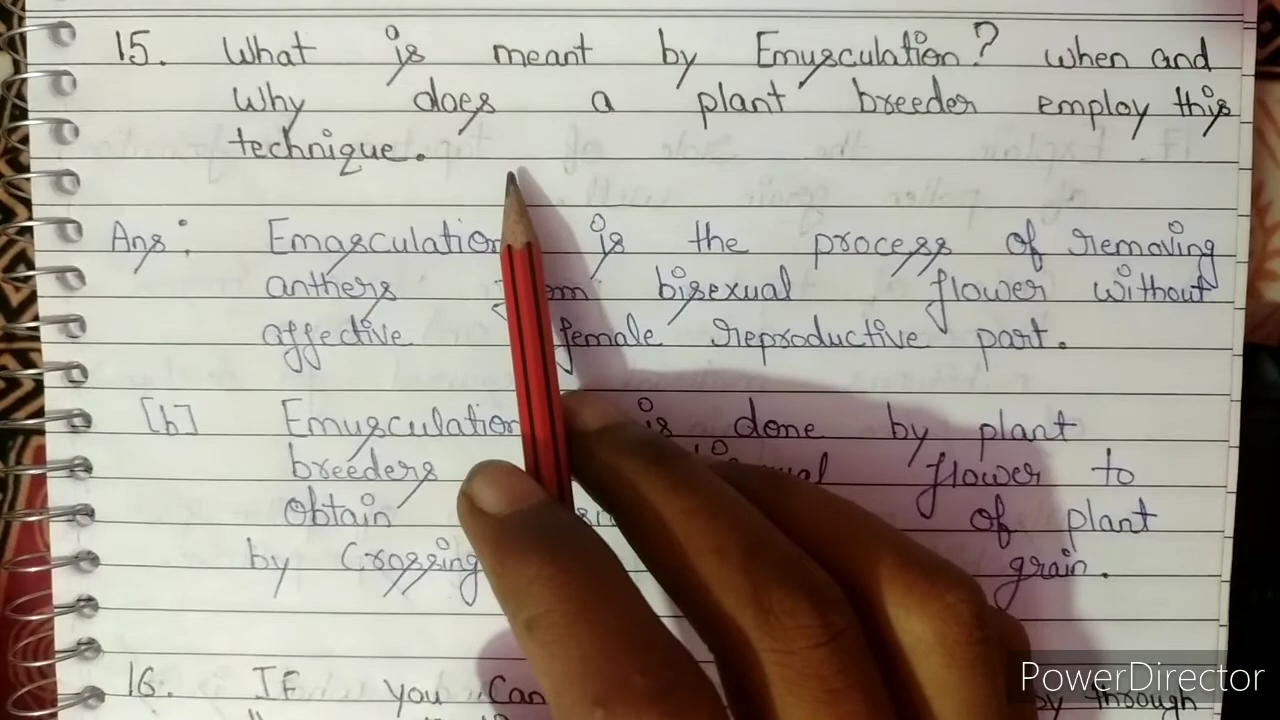 15. What is meant by Emusculation? When and
Why does a plant breeder employ this
technique.
Ans: Emasculation is the process of removing
anthers bisexual flower without
affective female reproductive part.
[b] Emusculation is done by plant
breeders flower to
obtain of plant
by Crossing grain.
16. If you Can through
PowerDirector